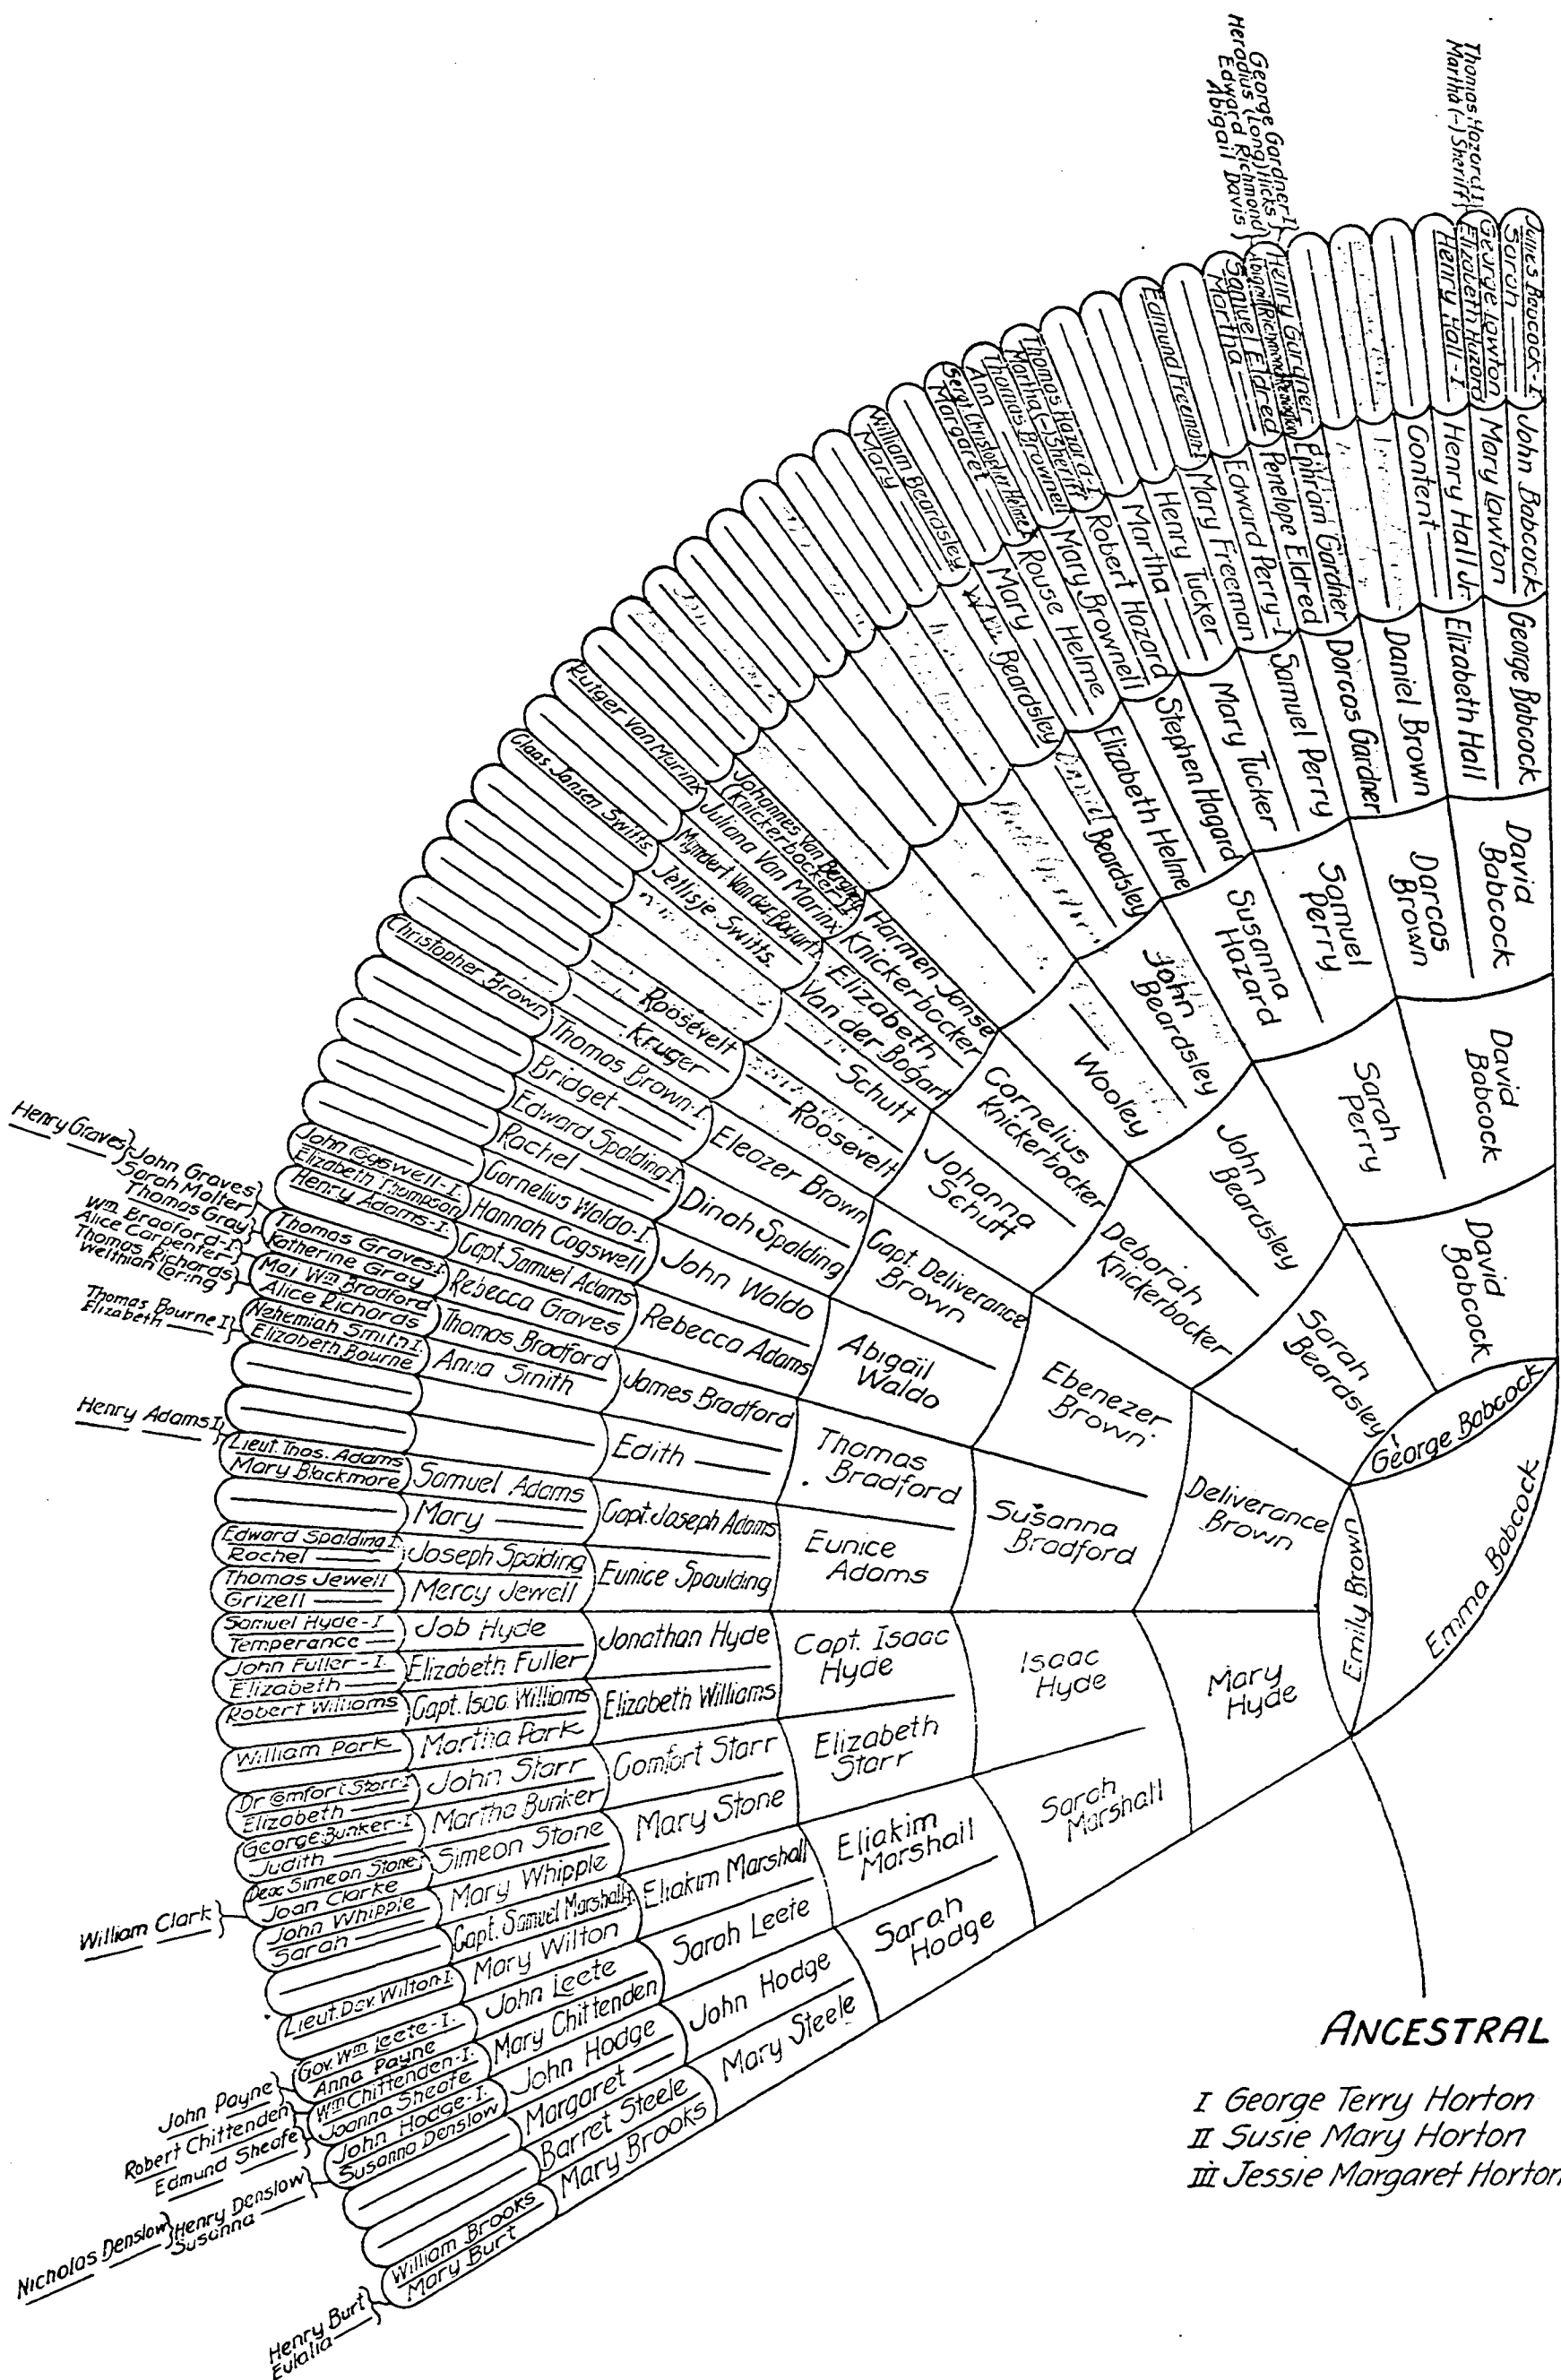 Thomas Hazard I
Martha (-) Sheriff
George Gardner-I
Herodius (Long) Hicks
Edward Richmond
Abigail Davis
Sarah
George Lawton
Elizabeth Hazard
Henry Hall-I
Henry Gardner
Samuel Eldred
Martha
Edmund Freeman-I
Thomas Hazard-I
Martha (-) Sheriff
Thomas Brownell
Ann
Sergt Christopher Helme
Margaret
William Beardsley
Mary
Rutger Van Marinx
Claas Jansen Switts
Christopher Brown
John Cogswell-I.
Elizabeth Thompson
Henry Adams-I.
Henry Graves
John Graves
Sarah Malter
Thomas Gray
Thomas Graves-I
Katherine Gray
Wm. Bradford-I
Alice Carpenter
Thomas Richards
Welthian Loring
Maj. Wm Bradford
Alice Richards
Thomas Bourne I
Elizabeth
Nehemiah Smith I.
Elizabeth Bourne
Henry Adams I
Lieut. Thos. Adams
Mary Blackmore
Edward Spalding I
Rachel
Thomas Jewell
Grizell
Samuel Hyde-I
Temperance
John Fuller-I.
Elizabeth
Robert Williams
William Park
Dr Comfort Starr-I
Elizabeth
George Bunker-I
Judith
Deac Simeon Stone
Joan Clarke
William Clark
John Whipple
Sarah
Lieut. Dav. Wilton-I.
Gov. Wm Leete-I.
Anna Payne
John Payne
Wm Chittenden-I.
Joanna Sheafe
Robert Chittenden
Edmund Sheafe
John Hodge-I.
Susanna Denslow
Nicholas Denslow
Henry Denslow
Susanna
William Brooks
Mary Burt
Henry Burt
Eulalia
John Babcock
Mary Lawton
Henry Hall Jr.
Content
Ephraim Gardner
Penelope Eldred
Edward Perry-I
Mary Freeman
Henry Tucker
Martha
Robert Hazard
Mary Brownell
Rouse Helme
Mary
Wm. Beardsley
Johannes Van Berghen
Knickerbocker-I
Juliana Van Marinx
Myndert Van der Bogart I.
Jellisje Switts.
Roosevelt
Kruger
Thomas Brown-I.
Bridget
Edward Spalding I.
Rachel
Cornelius Waldo-I.
Hannah Cogswell
Capt. Samuel Adams
Rebecca Graves
Thomas Bradford
Anna Smith
Samuel Adams
Mary
Joseph Spalding
Mercy Jewell
Job Hyde
Elizabeth Fuller
Capt. Isac Williams
Martha Park
John Starr
Martha Bunker
Simeon Stone
Mary Whipple
Capt. Samuel Marshall-I.
Mary Wilton
John Leete
Mary Chittenden
John Hodge
Margaret
Barret Steele
Mary Brooks
George Babcock
Elizabeth Hall
Daniel Brown
Dorcas Gardner
Samuel Perry
Mary Tucker
Stephen Hagard
Elizabeth Helme
Beardsley
Harmen Janse
Knickerbocker
Elizabeth
Van der Bogart
Schutt
Roosevelt
Eleazer Brown
Dinah Spalding
John Waldo
Rebecca Adams
James Bradford
Edith
Capt. Joseph Adams
Eunice Spaulding
Jonathan Hyde
Elizabeth Williams
Comfort Starr
Mary Stone
Eliakim Marshall
Sarah Leete
John Hodge
Mary Steele
David
Babcock
Darcas
Brown
Samuel
Perry
Susanna
Hazard
John
Beardsley
Wooley
Cornelius
Knickerbocker
Johanna
Schutt
Capt. Deliverance
Brown
Abigail
Waldo
Thomas
Bradford
Eunice
Adams
Capt. Isaac
Hyde
Elizabeth
Starr
Eliakim
Marshall
Sarah
Hodge
David
Babcock
Sarah
Perry
John
Beardsley
Deborah
Knickerbocker
Ebenezer
Brown
Susanna
Bradford
Isaac
Hyde
Sarah
Marshall
David
Babcock
Sarah
Beardsley
Deliverance
Brown
Mary
Hyde
George Babcock
Emily Brown
Emma Babcock
ANCESTRAL
I George Terry Horton
II Susie Mary Horton
III Jessie Margaret Horton